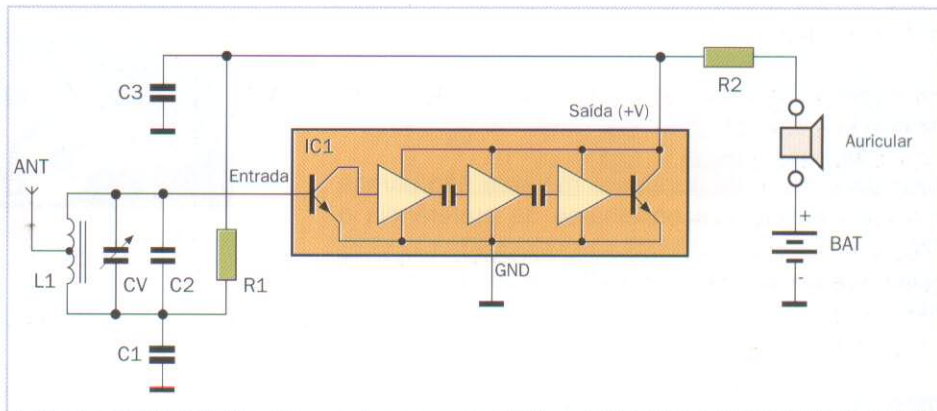 C3
R2
Saída (+V)
IC1
Auricular
ANT
Entrada
+
BAT
L1
CV
C2
R1
GND
-
C1